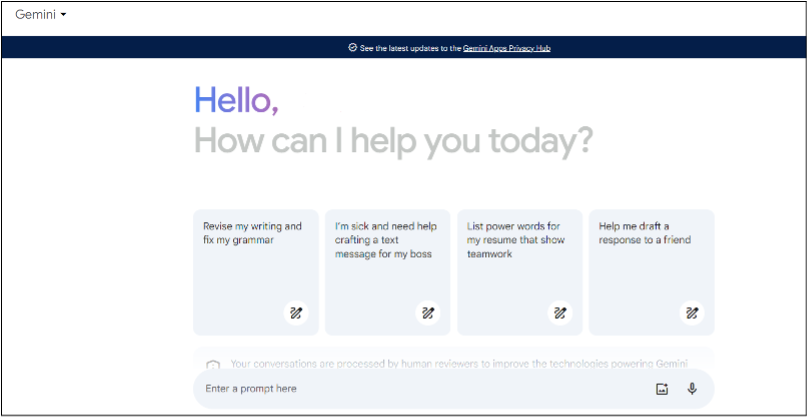 Gemini
See the latest updates to the Gemini Apps Privacy Hub
Hello,
How can I help you today?
Revise my writing and
fix my grammar
I'm sick and need help
crafting a text
message for my boss
List power words for
my resume that show
teamwork
Help me draft a
response to a friend
Your conversations are processed by human reviewers to improve the technologies powering Gemini
Enter a prompt here